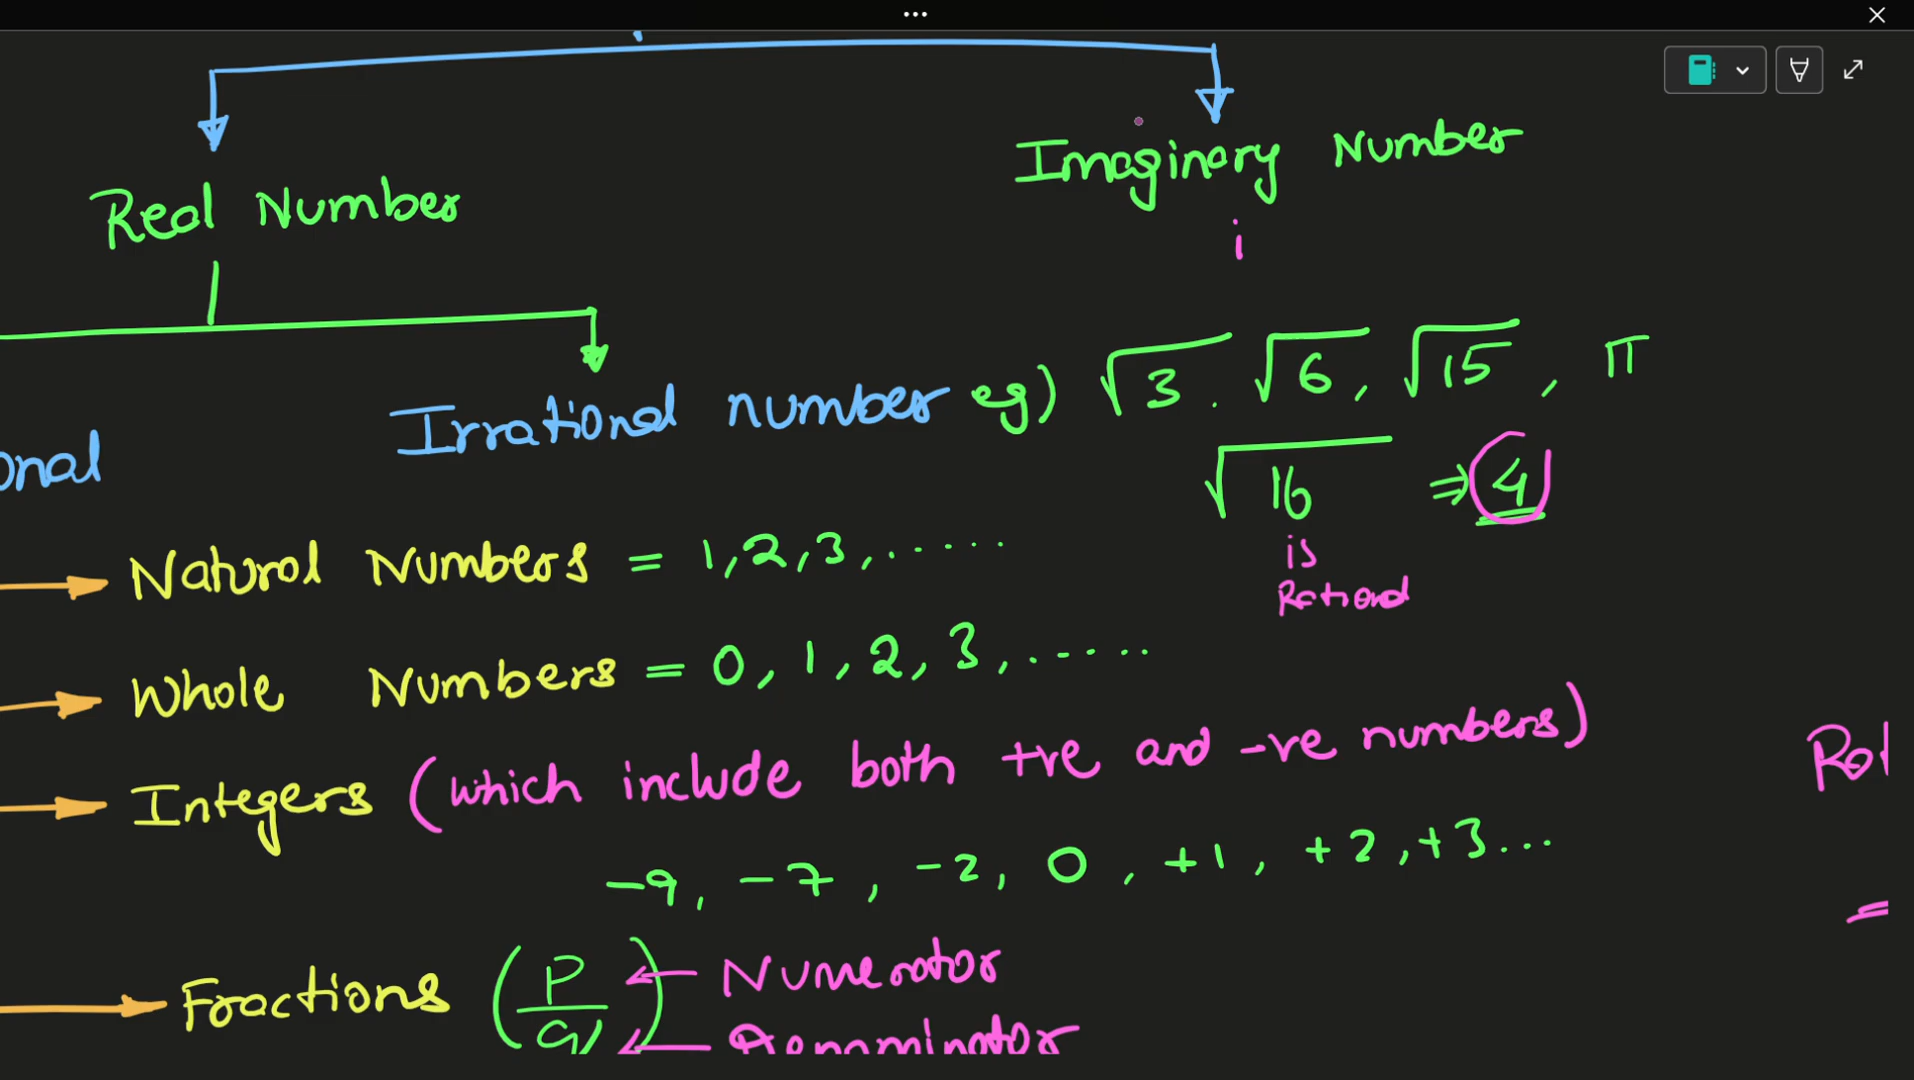 Real Number
Imaginary Number
i
Irrational number eg) √3. √6, √15, π
onal
√16 ⇒ 4
is
Rational
Natural Numbers = 1,2,3,.....
Whole Numbers = 0, 1, 2, 3,.....
Integers (which include both +ve and -ve numbers)
-9, -7, -2, 0, +1, +2,+3...
Fractions (P/q) ← Numerator
← Denominator